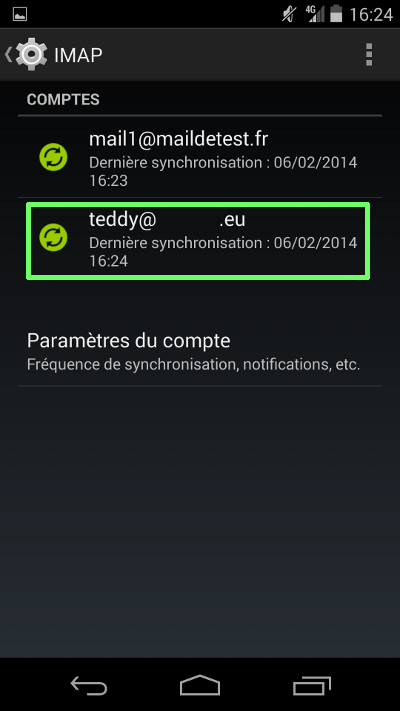 4G 16:24
IMAP
COMPTES
mail1@maildetest.fr
Dernière synchronisation : 06/02/2014
16:23
teddy@ .eu
Dernière synchronisation : 06/02/2014
16:24
Paramètres du compte
Fréquence de synchronisation, notifications, etc.